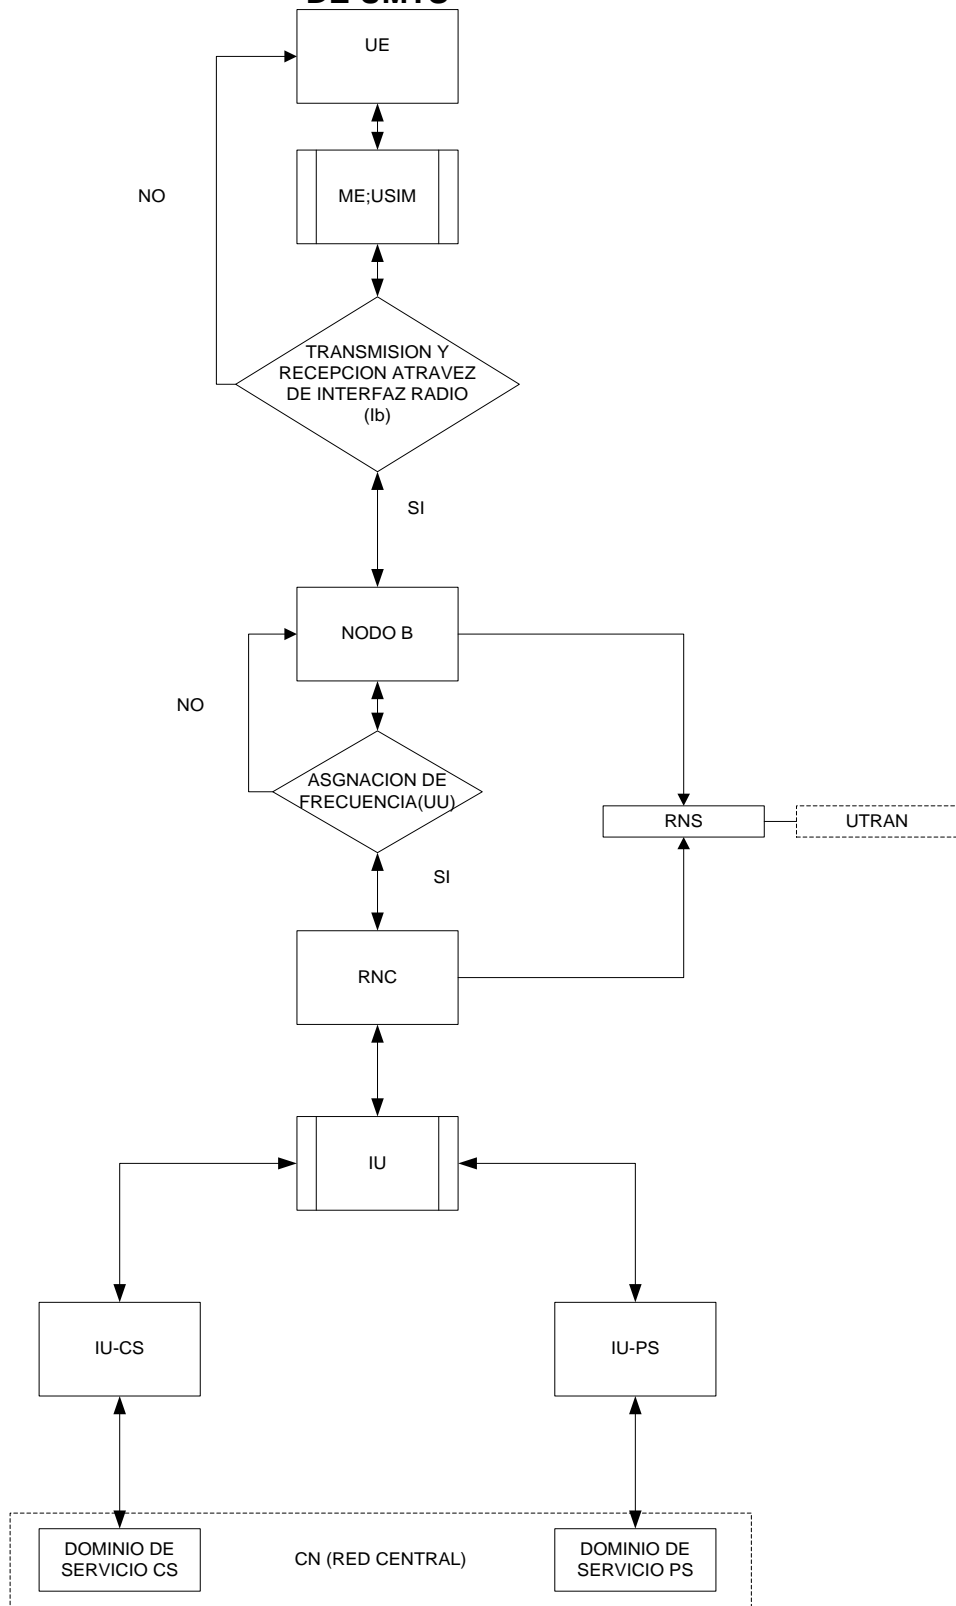 DE UMTS
UE
NO
ME;USIM
TRANSMISION Y
RECEPCION ATRAVEZ
DE INTERFAZ RADIO
(Ib)
SI
NODO B
NO
ASGNACION DE
FRECUENCIA(UU)
RNS
UTRAN
SI
RNC
IU
IU-CS
IU-PS
DOMINIO DE
SERVICIO CS
CN (RED CENTRAL)
DOMINIO DE
SERVICIO PS